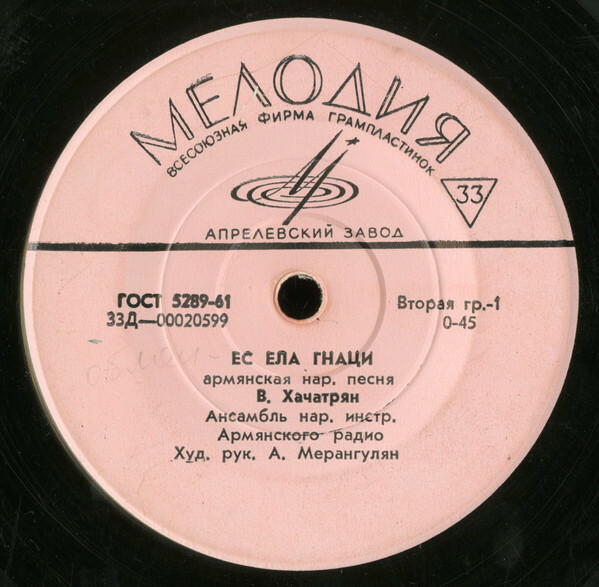 МЕЛОДИЯ
ВСЕСОЮЗНАЯ ФИРМА ГРАМПЛАСТИНОК
33
АПРЕЛЕВСКИЙ ЗАВОД
ГОСТ 5289-61
33Д—00020599
Вторая гр.-1
0-45
ЕС ЕЛА ГНАЦИ
армянская нар. песня
В. Хачатрян
Ансамбль нар. инстр.
Армянского радио
Худ. рук. А. Мерангулян